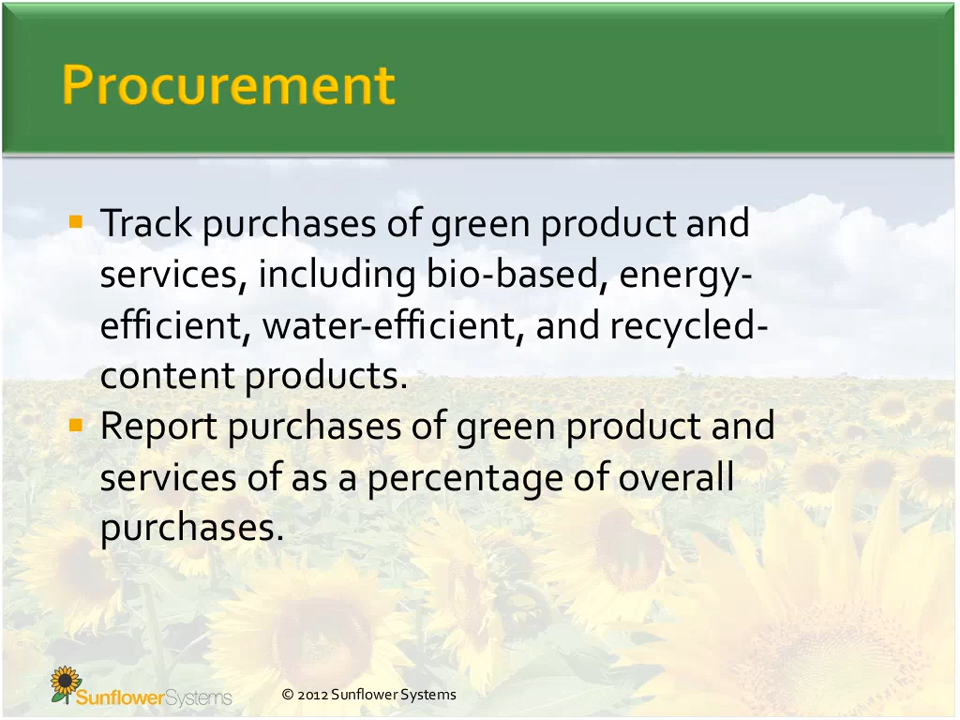 Procurement
Track purchases of green product and
services, including bio-based, energy-
efficient, water-efficient, and recycled-
content products.
Report purchases of green product and
services of as a percentage of overall
purchases.
SunflowerSystems
© 2012 Sunflower Systems